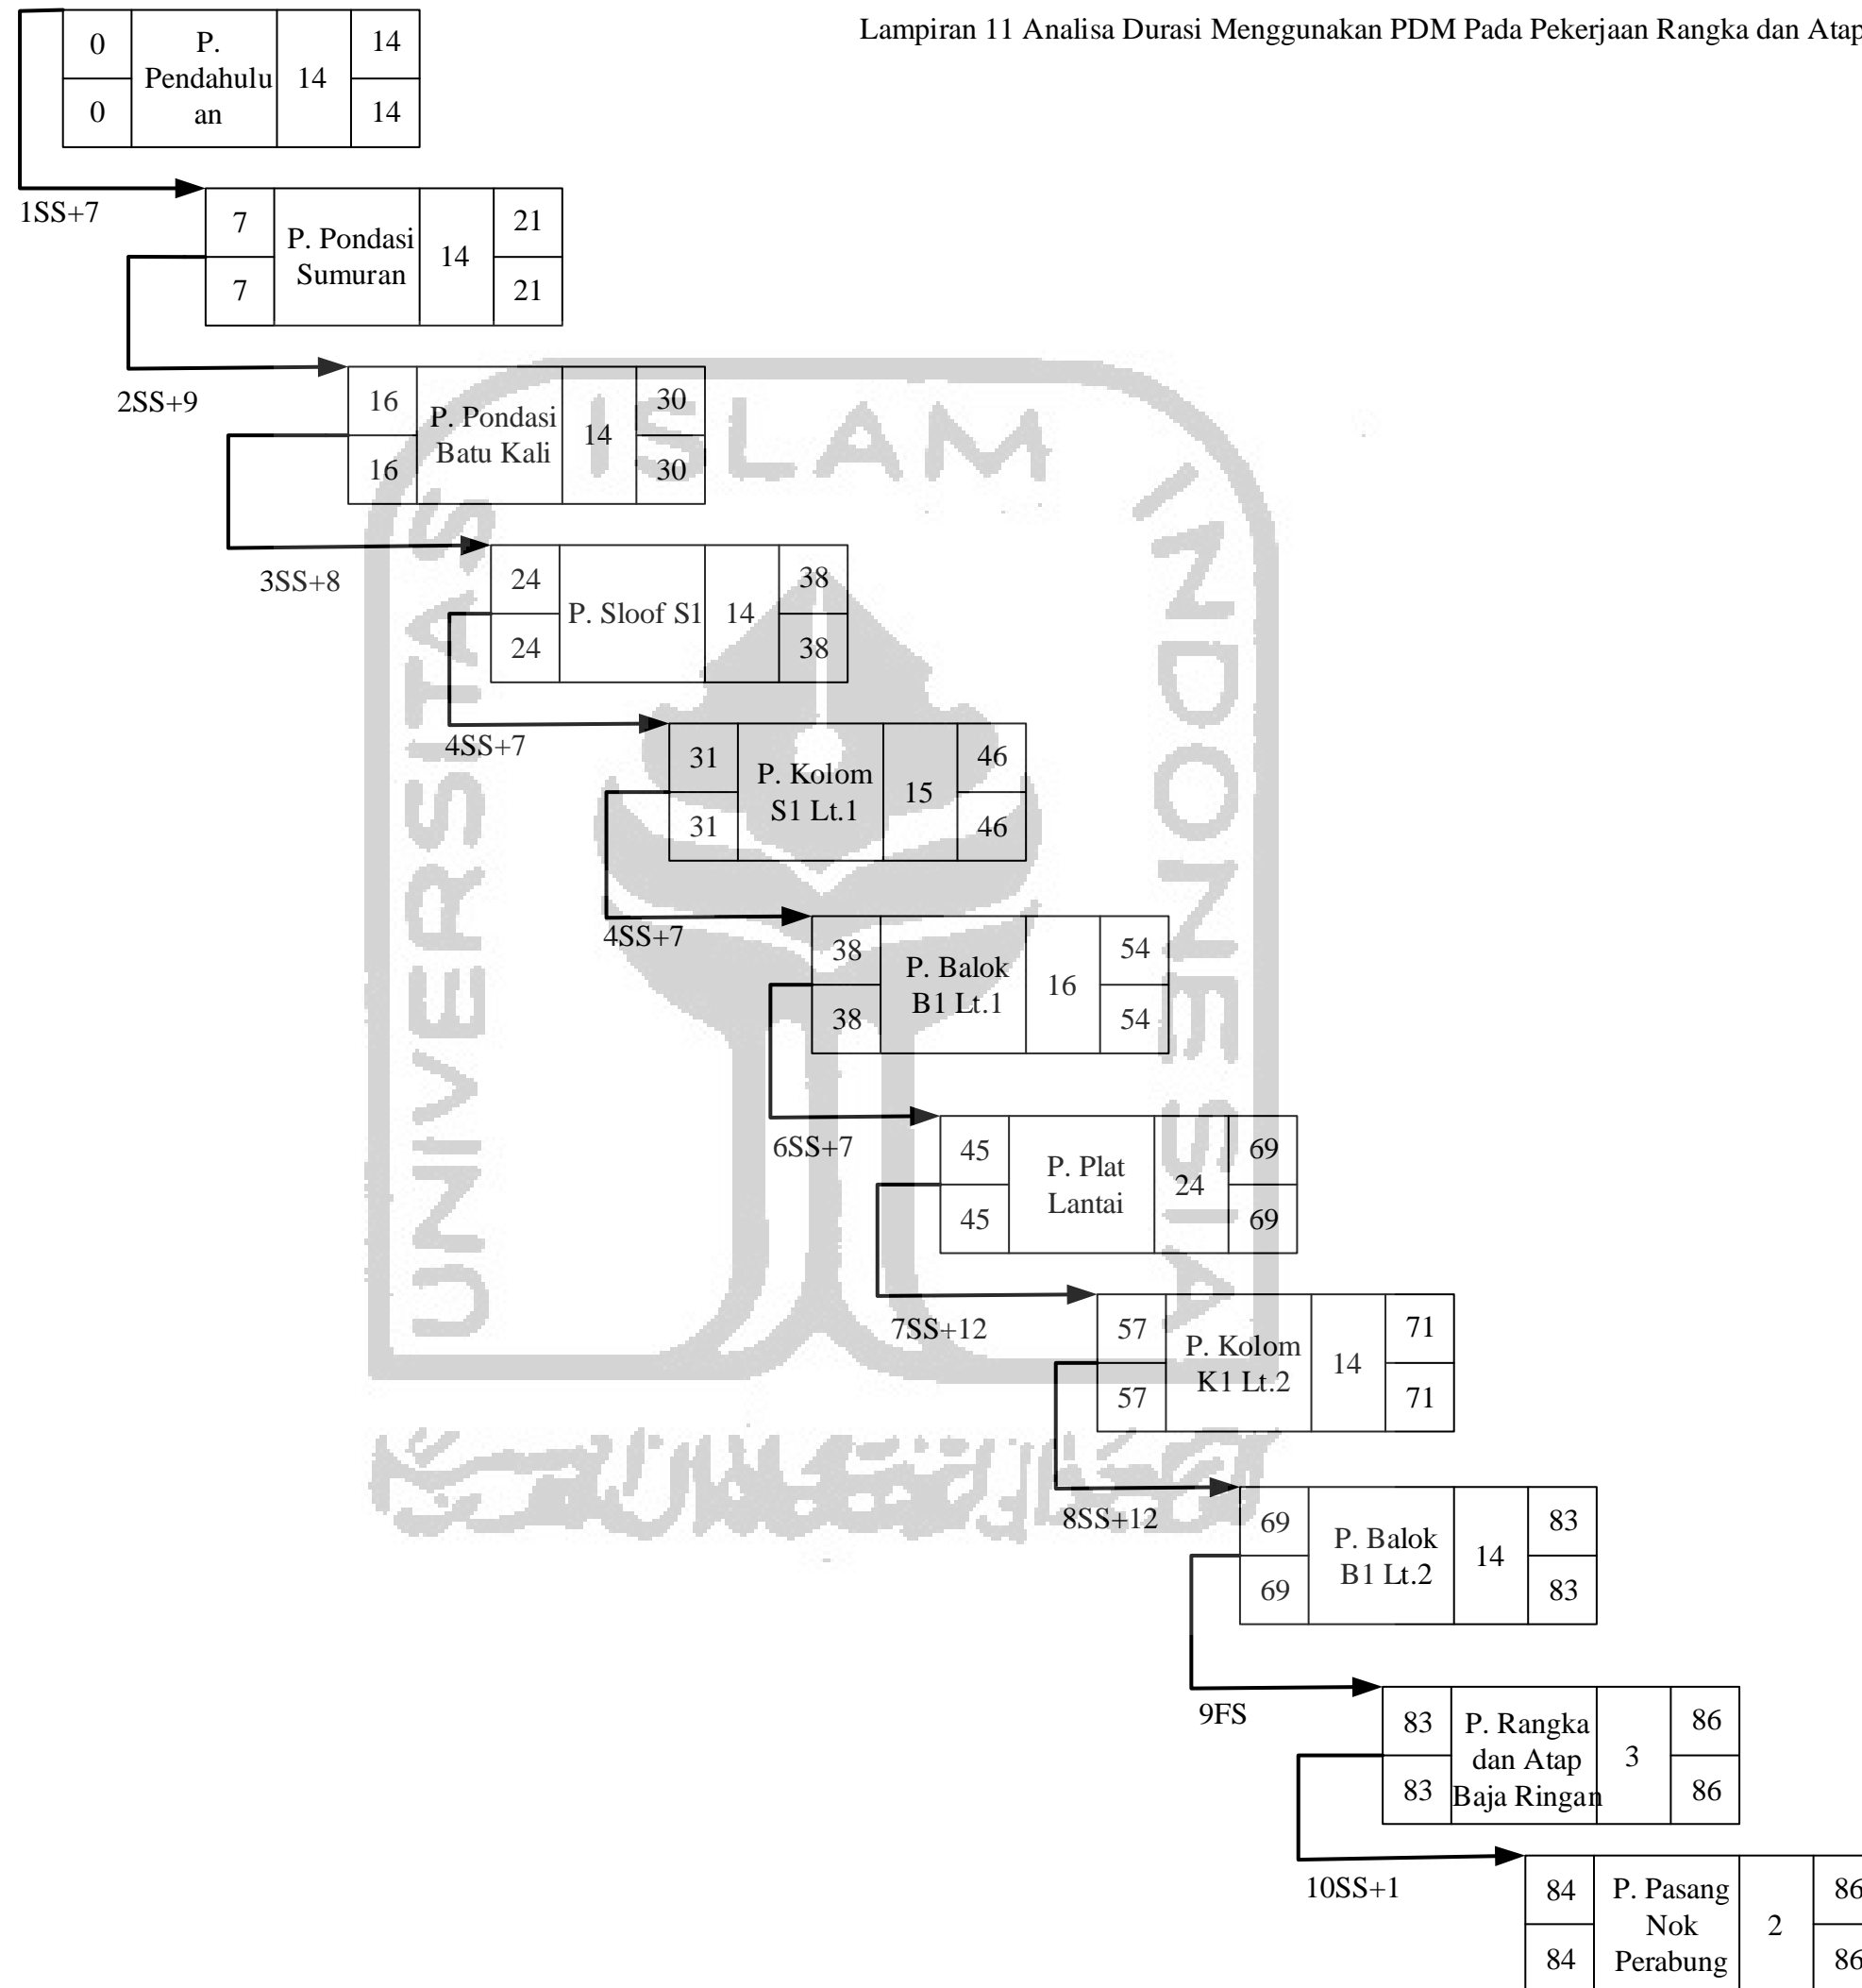 Lampiran 11 Analisa Durasi Menggunakan PDM Pada Pekerjaan Rangka dan Atap
0
P.
Pendahulu
an
14
14
0
14
1SS+7
7
P. Pondasi
Sumuran
14
21
7
21
2SS+9
16
P. Pondasi
Batu Kali
14
30
16
30
3SS+8
24
P. Sloof S1
14
38
24
38
4SS+7
31
P. Kolom
S1 Lt.1
15
46
31
46
4SS+7
38
P. Balok
B1 Lt.1
16
54
38
54
6SS+7
45
P. Plat
Lantai
24
69
45
69
7SS+12
57
P. Kolom
K1 Lt.2
14
71
57
71
8SS+12
69
P. Balok
B1 Lt.2
14
83
69
83
9FS
83
P. Rangka
dan Atap
Baja Ringan
3
86
83
86
10SS+1
84
P. Pasang
Nok
Perabung
2
86
84
86
UNIVERSITAS
ISLAM
INDONESIA